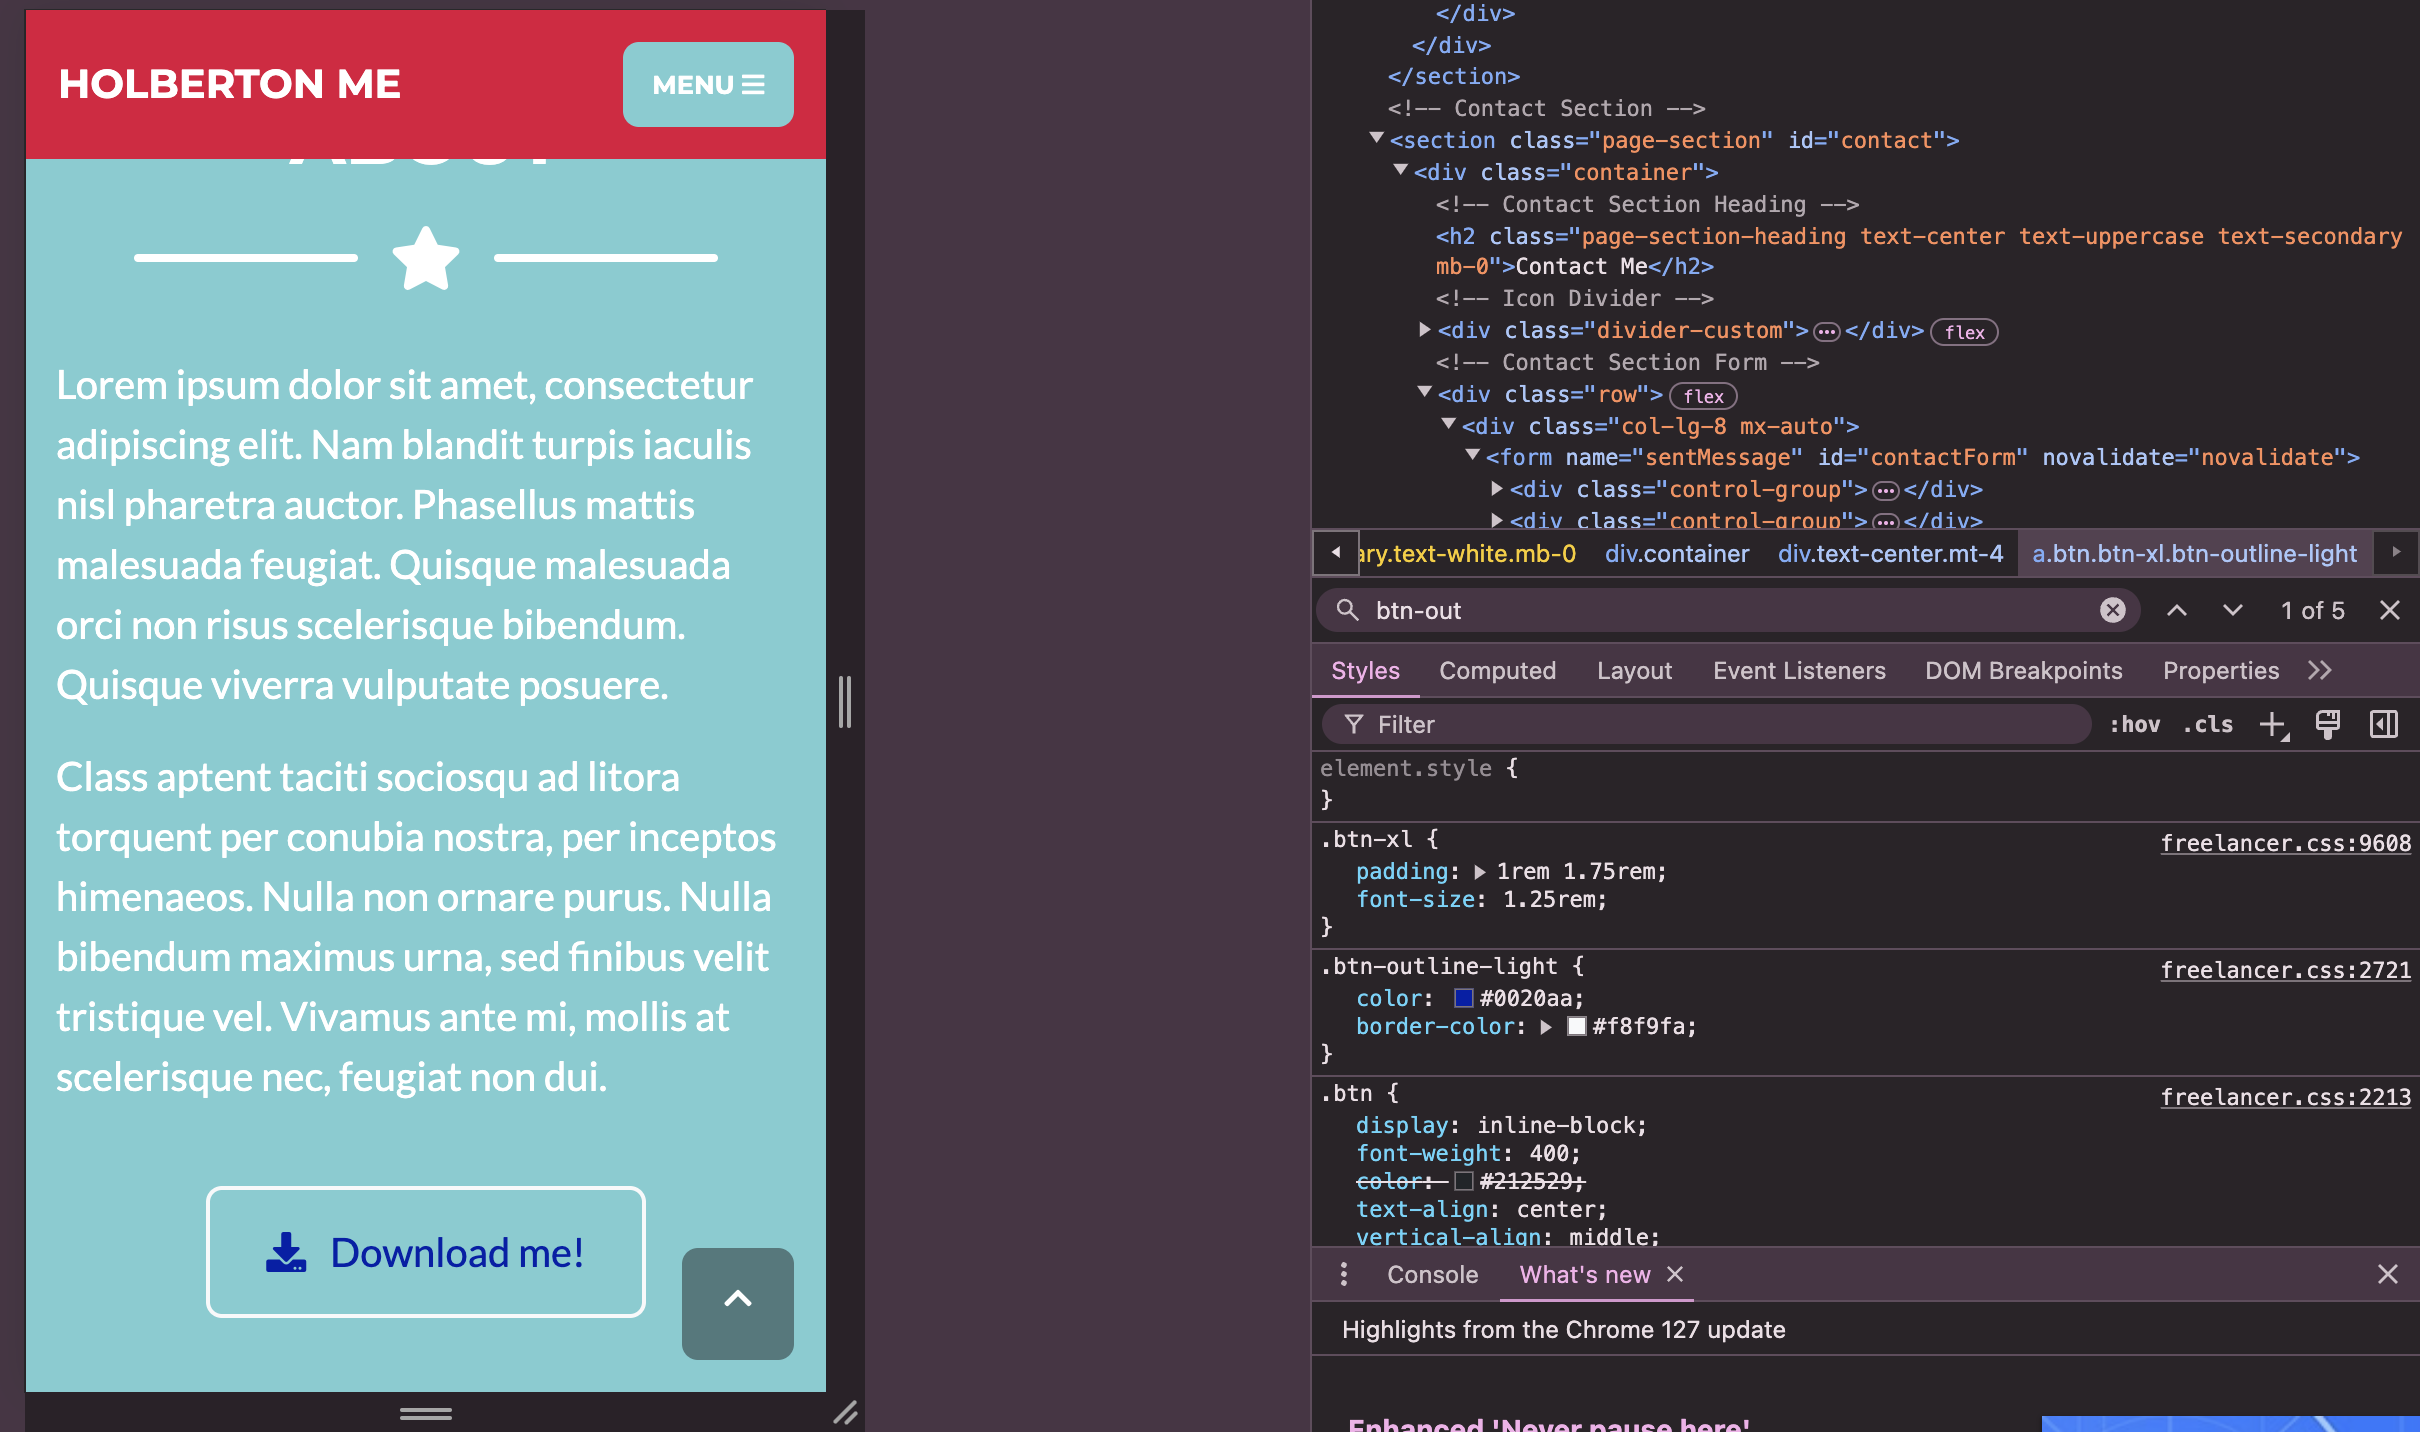 HOLBERTON ME
MENU
ABOUT
Lorem ipsum dolor sit amet, consectetur
adipiscing elit. Nam blandit turpis iaculis
nisl pharetra auctor. Phasellus mattis
malesuada feugiat. Quisque malesuada
orci non risus scelerisque bibendum.
Quisque viverra vulputate posuere.
Class aptent taciti sociosqu ad litora
torquent per conubia nostra, per inceptos
himenaeos. Nulla non ornare purus. Nulla
bibendum maximus urna, sed finibus velit
tristique vel. Vivamus ante mi, mollis at
scelerisque nec, feugiat non dui.
Download me!
</div>
</div>
</section>
<!-- Contact Section -->
<section class="page-section" id="contact">
<div class="container">
<!-- Contact Section Heading -->
<h2 class="page-section-heading text-center text-uppercase text-secondary
mb-0">Contact Me</h2>
<!-- Icon Divider -->
<div class="divider-custom">…</div> flex
<!-- Contact Section Form -->
<div class="row"> flex
<div class="col-lg-8 mx-auto">
<form name="sentMessage" id="contactForm" novalidate="novalidate">
<div class="control-group">…</div>
<div class="control-group">…</div>
ary.text-white.mb-0 div.container div.text-center.mt-4 a.btn.btn-xl.btn-outline-light
btn-out 1 of 5
Styles Computed Layout Event Listeners DOM Breakpoints Properties
Filter :hov .cls
element.style {
}
.btn-xl { freelancer.css:9608
padding: 1rem 1.75rem;
font-size: 1.25rem;
}
.btn-outline-light { freelancer.css:2721
color: #0020aa;
border-color: #f8f9fa;
}
.btn { freelancer.css:2213
display: inline-block;
font-weight: 400;
color: #212529;
text-align: center;
vertical-align: middle;
Console What's new
Highlights from the Chrome 127 update
Enhanced 'Never pause here'